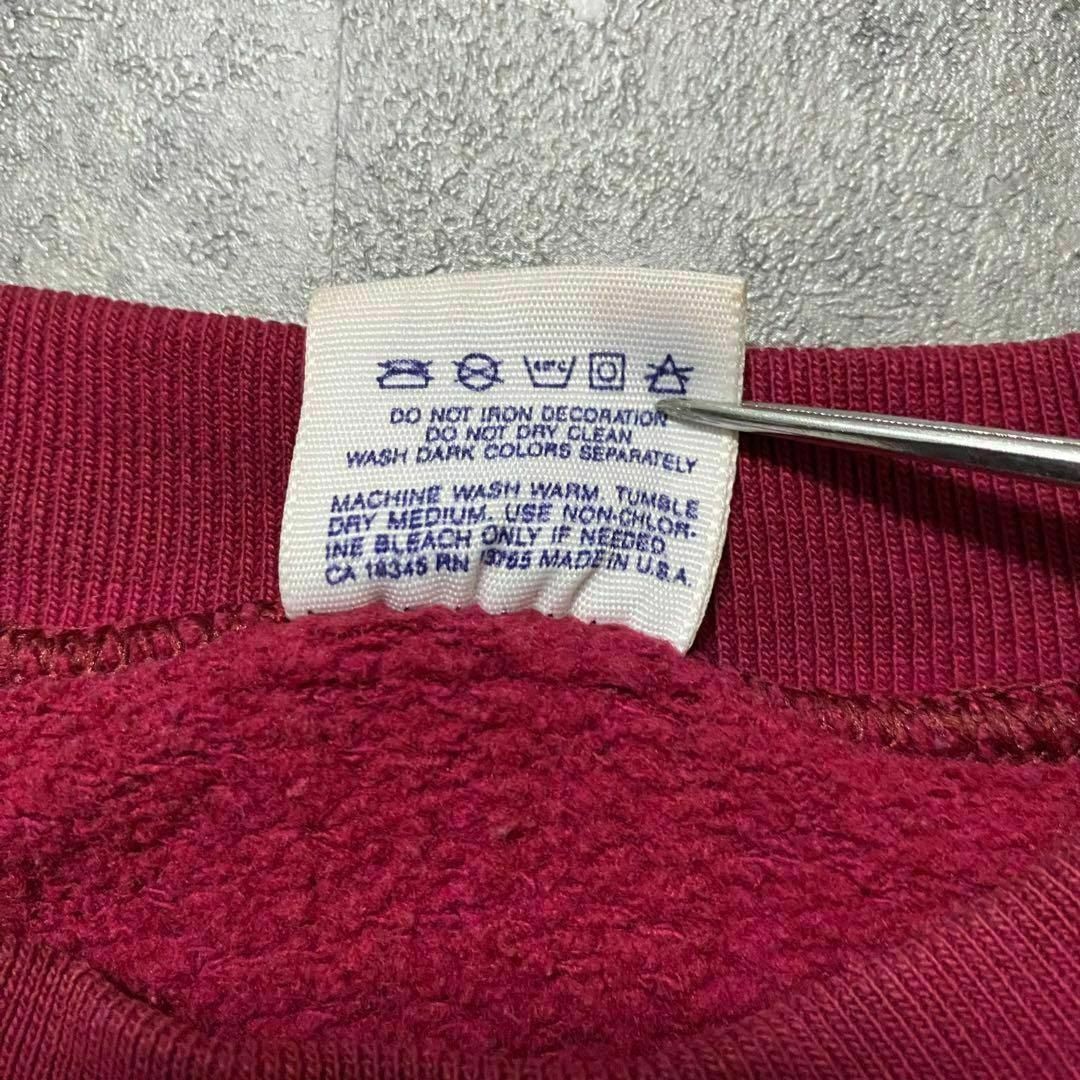 DO NOT IRON DECORATION
DO NOT DRY CLEAN
WASH DARK COLORS SEPARATELY
MACHINE WASH WARM. TUMBLE
DRY MEDIUM. USE NON-CHLOR-
INE BLEACH ONLY IF NEEDED.
CA 18345 RN MADE IN U.S.A.